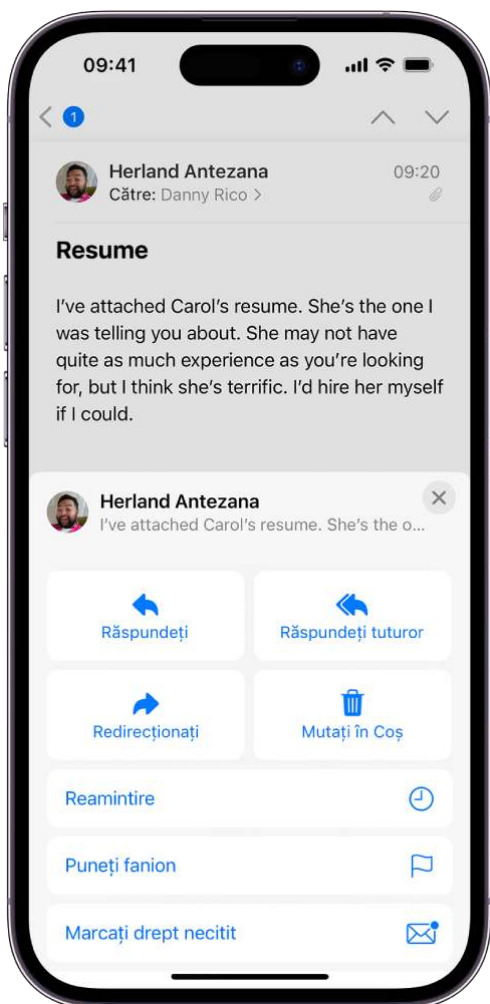 09:41
1
Herland Antezana
09:20
Către: Danny Rico >
Resume
I've attached Carol's resume. She's the one I
was telling you about. She may not have
quite as much experience as you're looking
for, but I think she's terrific. I'd hire her myself
if I could.
Herland Antezana
I've attached Carol's resume. She's the o...
Răspundeți
Răspundeți tuturor
Redirecționați
Mutați în Coș
Reamintire
Puneți fanion
Marcați drept necitit